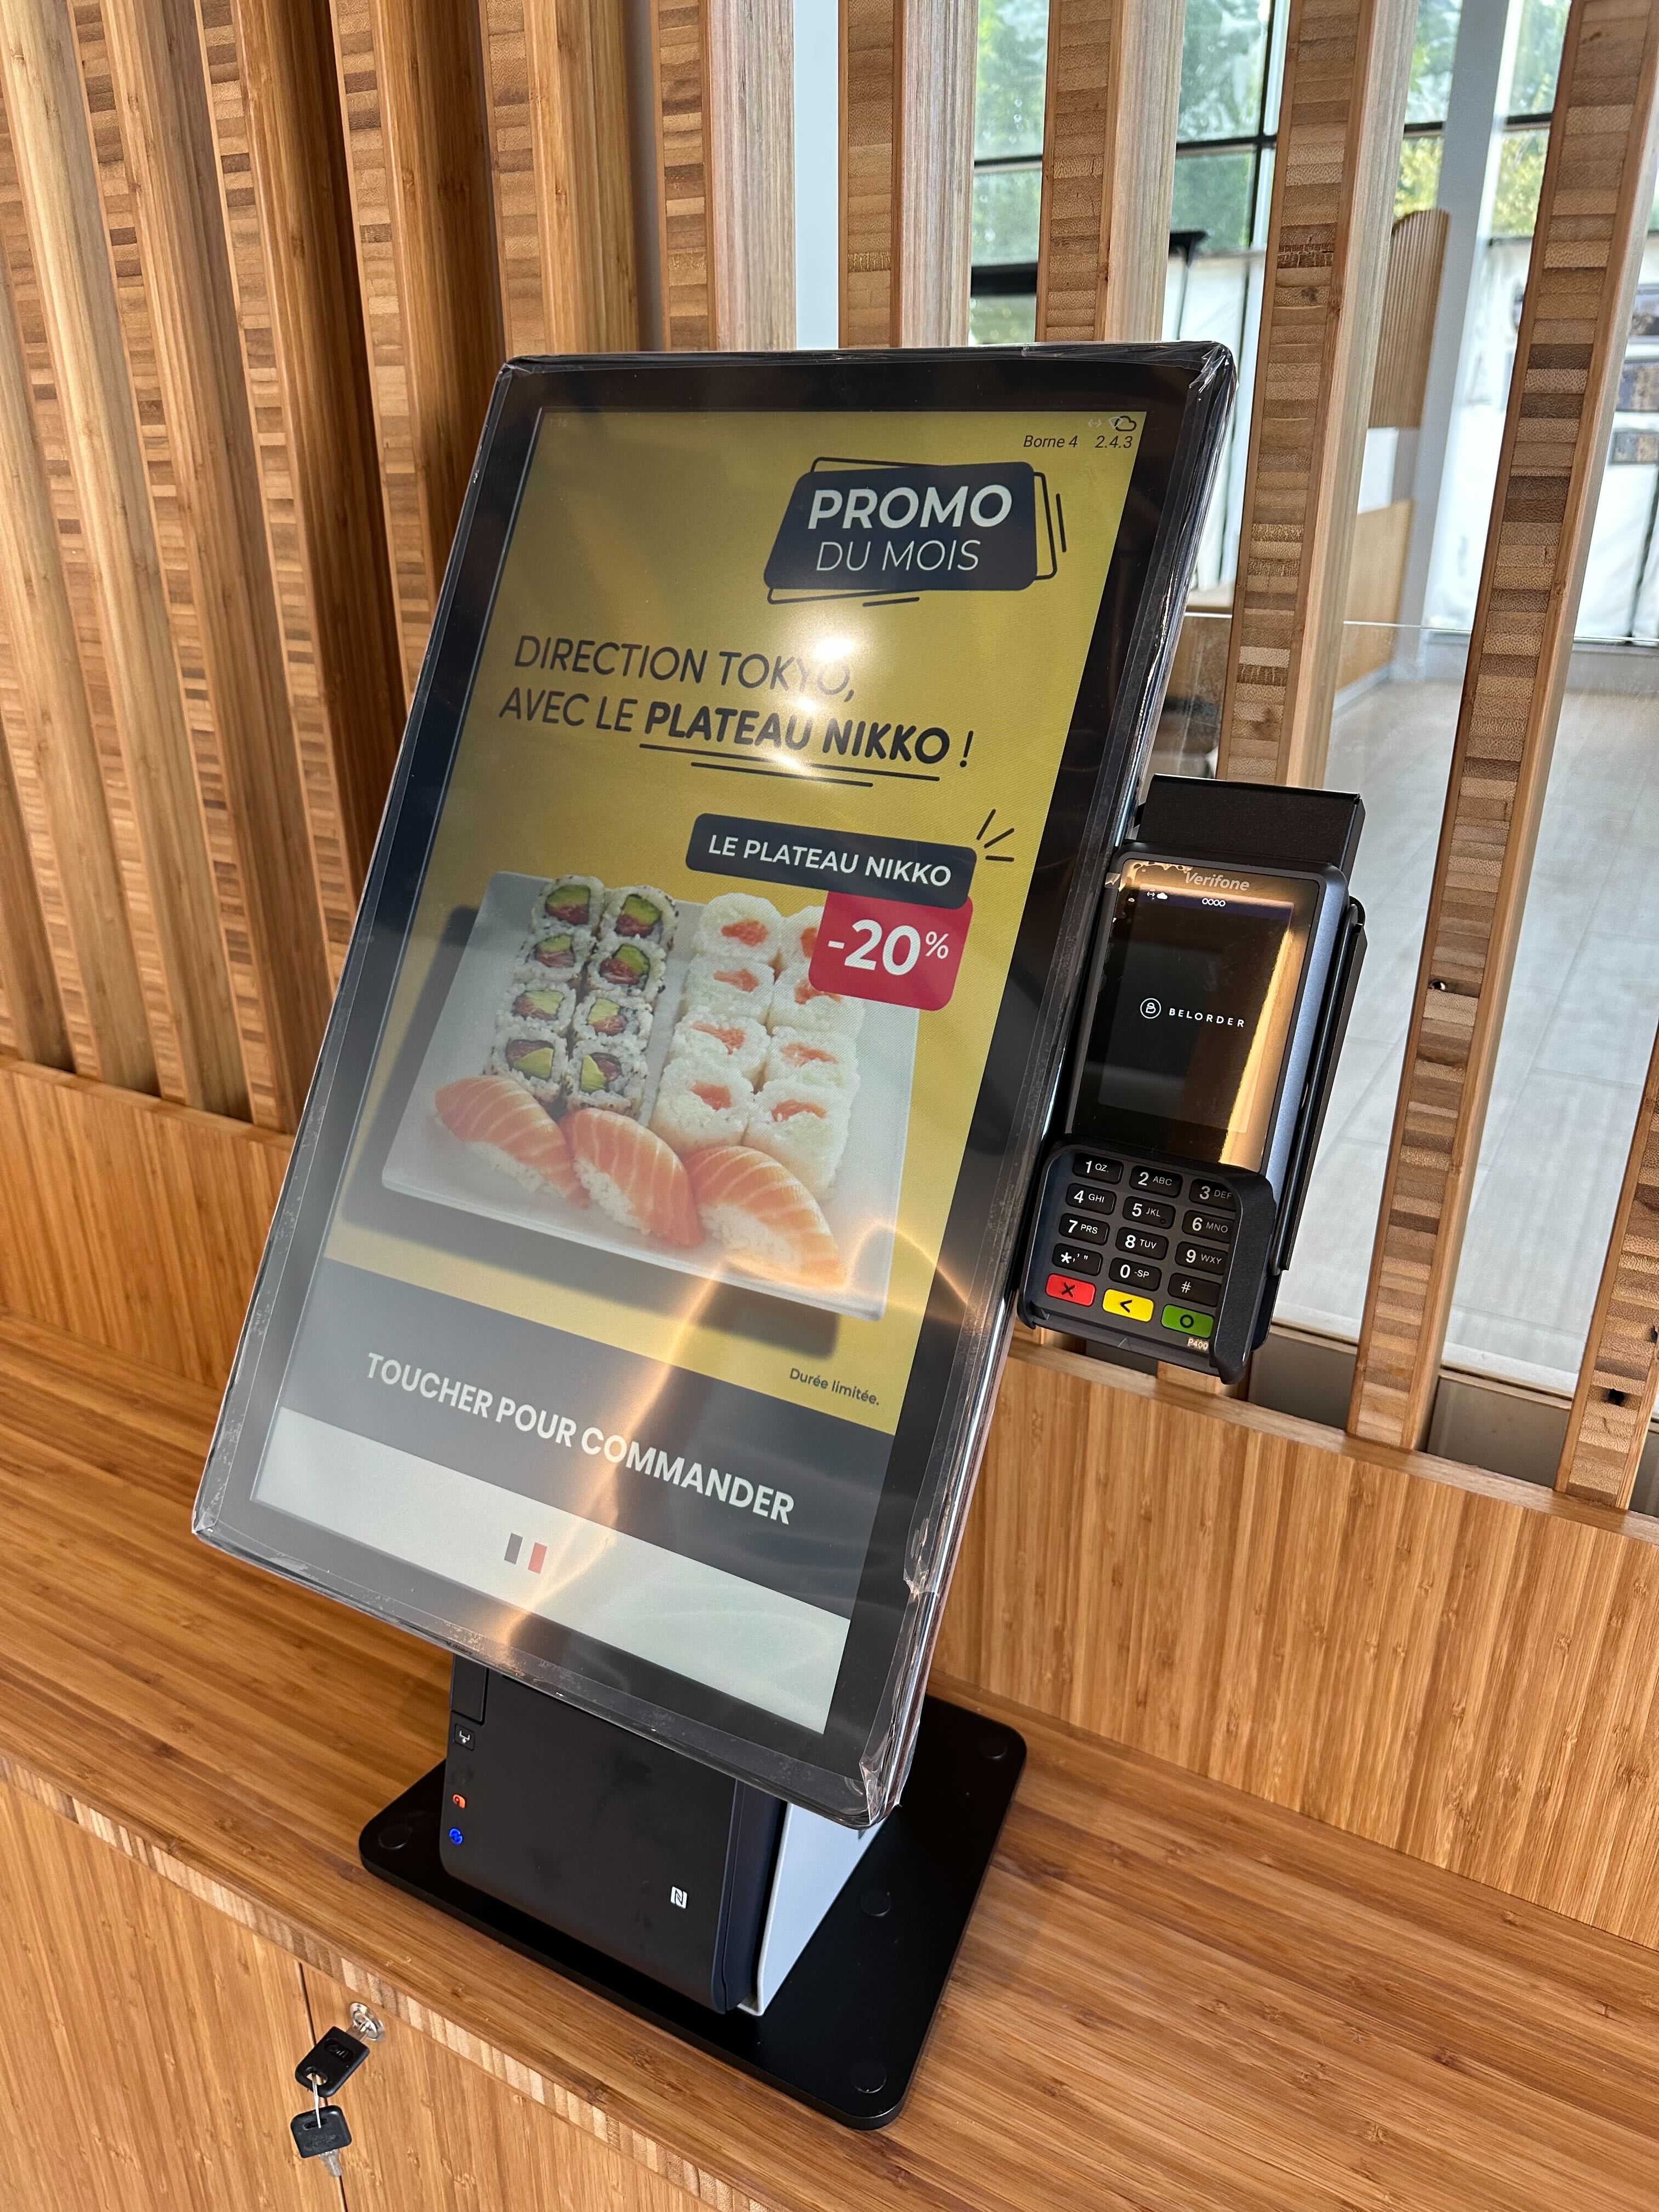 Borne 4 2.4.3
PROMO
DU MOIS
DIRECTION TOKYO,
AVEC LE PLATEAU NIKKO !
LE PLATEAU NIKKO
-20%
Durée limitée.
TOUCHER POUR COMMANDER
Verifone
BELORDER
1 QZ. 2 ABC 3 DEF
4 GHI 5 JKL 6 MNO
7 PRS 8 TUV 9 WXY
*,'" 0 -SP #
X < O
P400